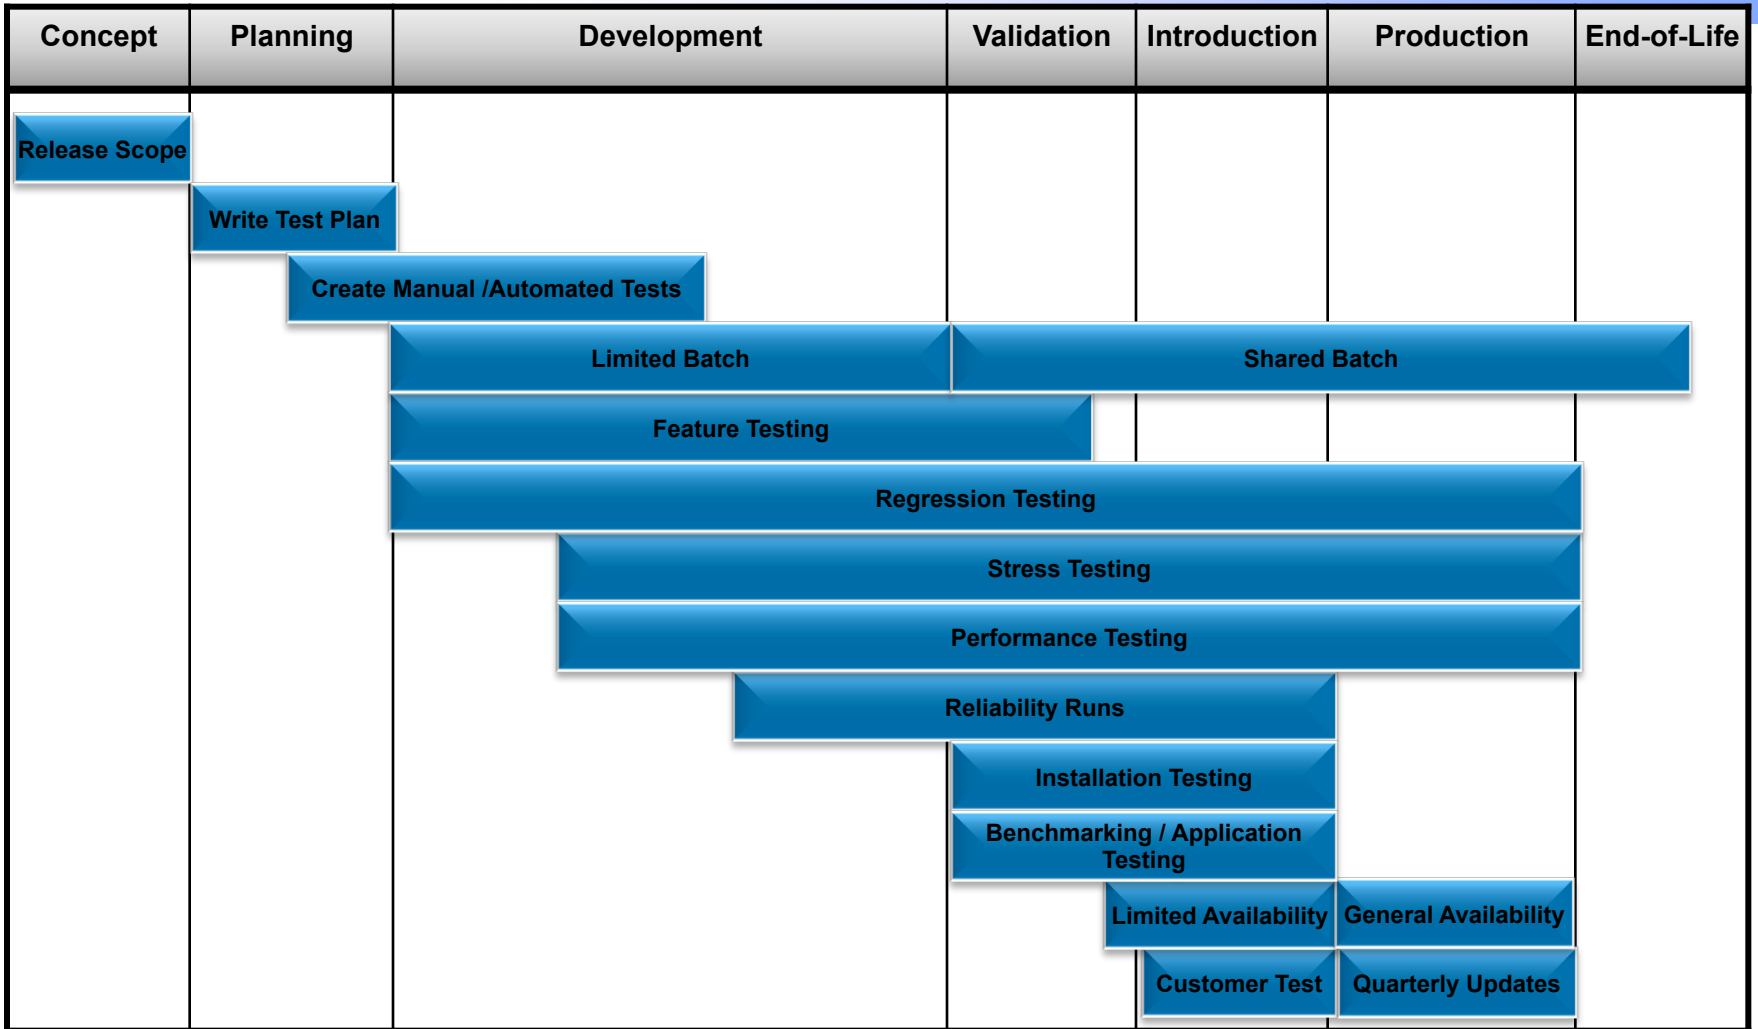 Concept
Planning
Development
Validation
Introduction
Production
End-of-Life
Release Scope
Write Test Plan
Create Manual /Automated Tests
Limited Batch
Shared Batch
Feature Testing
Regression Testing
Stress Testing
Performance Testing
Reliability Runs
Installation Testing
Benchmarking / Application
Testing
Limited Availability
General Availability
Customer Test
Quarterly Updates